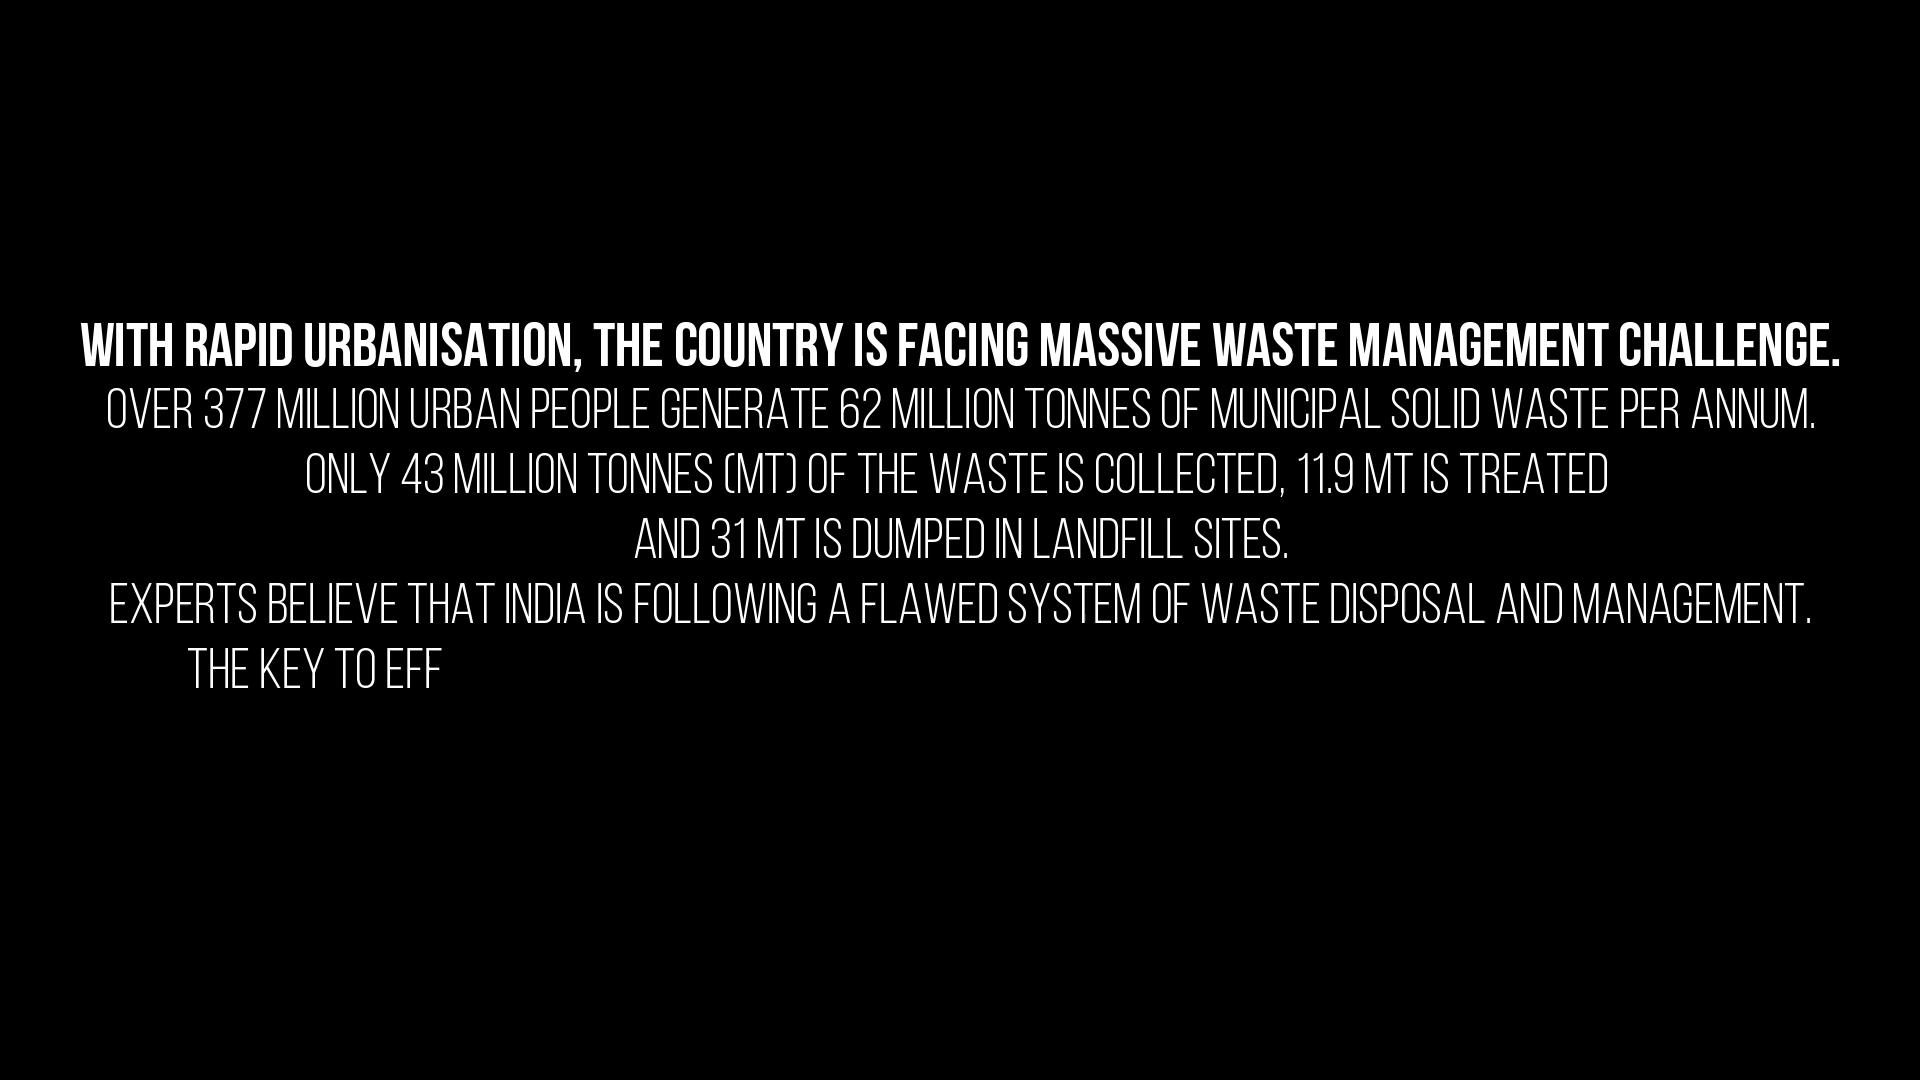 WITH RAPID URBANISATION, THE COUNTRY IS FACING MASSIVE WASTE MANAGEMENT CHALLENGE.
OVER 377 MILLION URBAN PEOPLE GENERATE 62 MILLION TONNES OF MUNICIPAL SOLID WASTE PER ANNUM.
ONLY 43 MILLION TONNES (MT) OF THE WASTE IS COLLECTED, 11.9 MT IS TREATED
AND 31 MT IS DUMPED IN LANDFILL SITES.
EXPERTS BELIEVE THAT INDIA IS FOLLOWING A FLAWED SYSTEM OF WASTE DISPOSAL AND MANAGEMENT.
THE KEY TO EFF